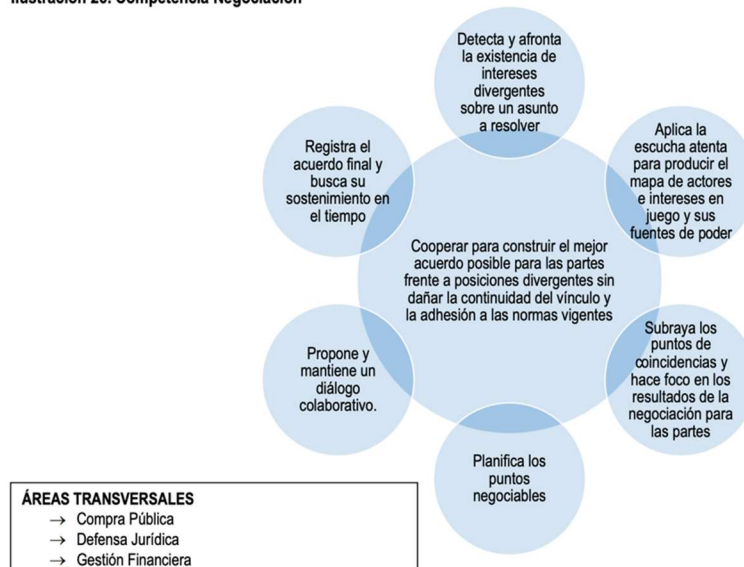 Ilustración 20. Competencia Negociación
Detecta y afronta
la existencia de
intereses
divergentes
sobre un asunto
a resolver
Aplica la
escucha atenta
para producir el
mapa de actores
e intereses en
juego y sus
fuentes de poder
Subraya los
puntos de
coincidencias y
hace foco en los
resultados de la
negociación para
las partes
Planifica los
puntos
negociables
Propone y
mantiene un
diálogo
colaborativo.
Registra el
acuerdo final y
busca su
sostenimiento en
el tiempo
Cooperar para construir el mejor
acuerdo posible para las partes
frente a posiciones divergentes sin
dañar la continuidad del vínculo y
la adhesión a las normas vigentes
ÁREAS TRANSVERSALES
→ Compra Pública
→ Defensa Jurídica
→ Gestión Financiera